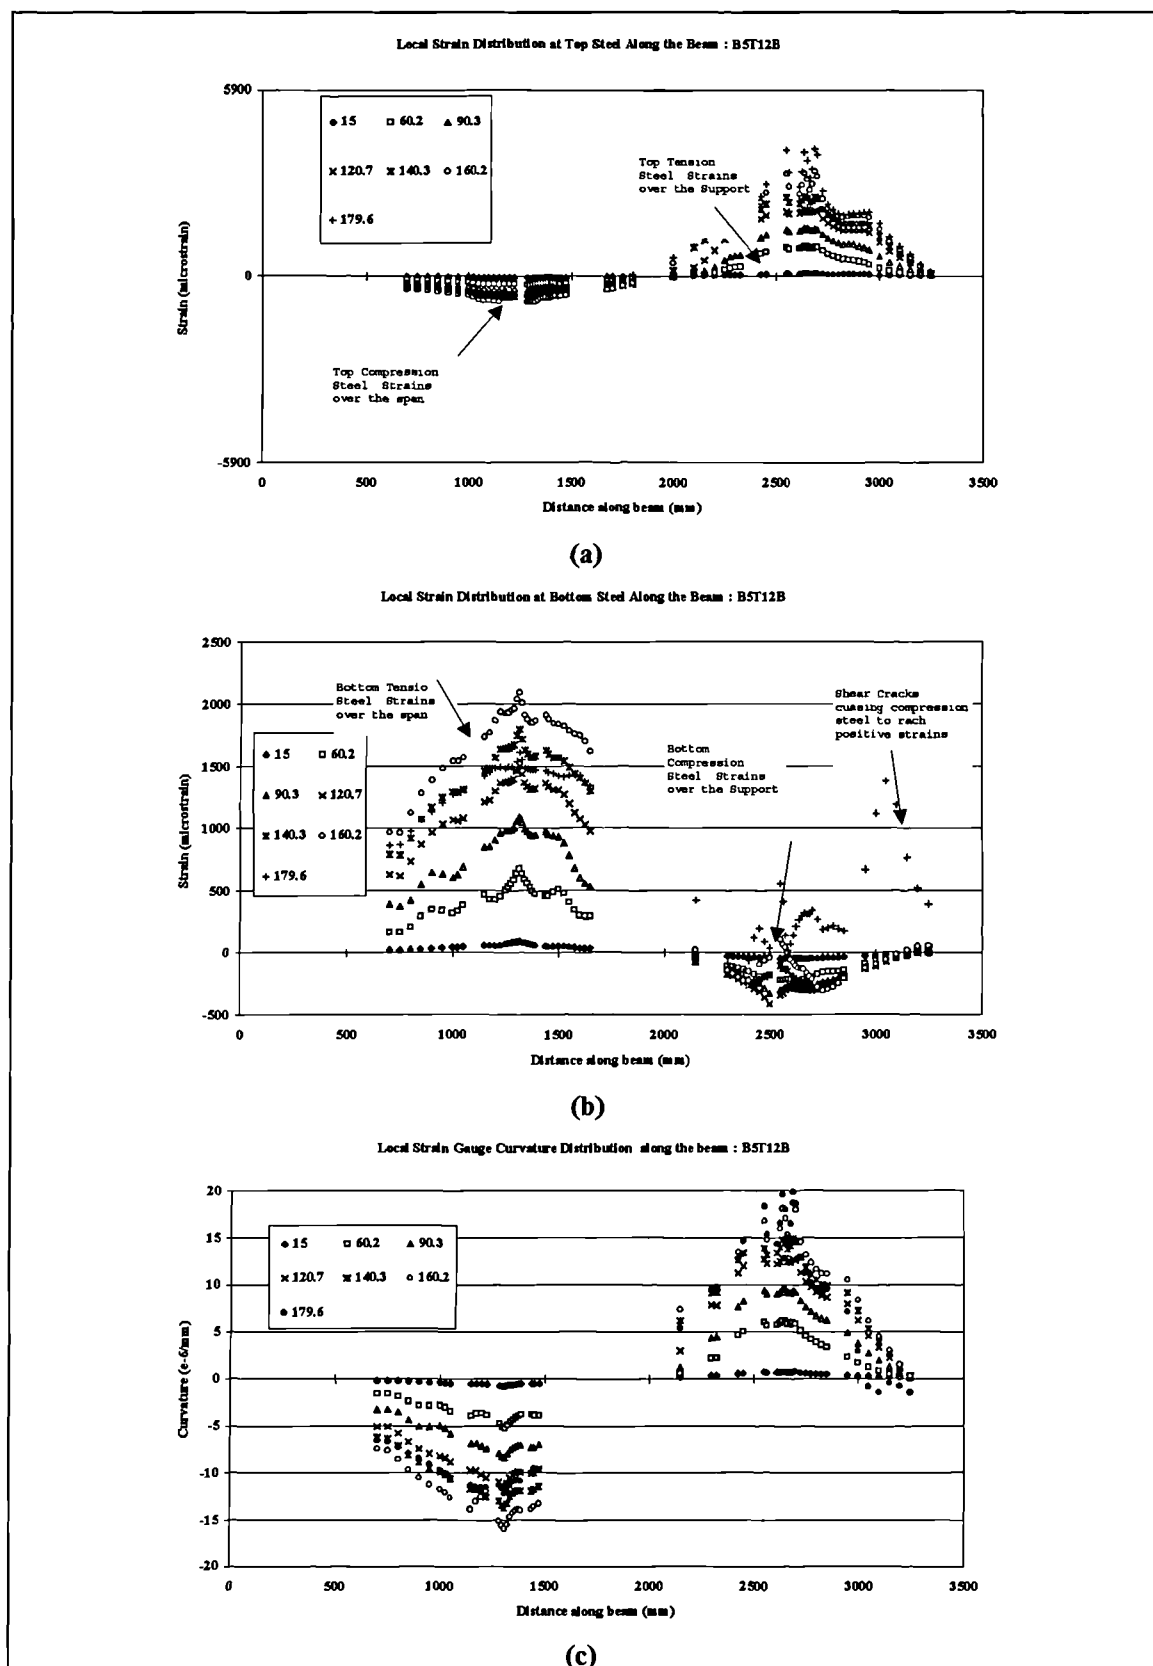 Local Strain Distribution at Top Steel Along the Beam : B5T12B
5900
15 60.2 90.3
120.7 140.3 160.2
179.6
Top Tension
Steel Strains
over the Support
Strain (microstrain)
0
Top Compression
Steel Strains
over the span
-5900
0 500 1000 1500 2000 2500 3000 3500
Distance along beam (mm)
(a)
Local Strain Distribution at Bottom Steel Along the Beam : B5T12B
2500
Bottom Tensio
Steel Strains
over the span
Shear Cracks
cuasing compression
steel to rach
positive strains
2000
15 60.2
90.3 120.7
140.3 160.2
179.6
Bottom
Compression
Steel Strains
over the Support
1500
Strain (microstrain)
1000
500
0
-500
0 500 1000 1500 2000 2500 3000 3500
Distance along beam (mm)
(b)
Local Strain Gauge Curvature Distribution along the beam : B5T12B
20
15 60.2 90.3
120.7 140.3 160.2
179.6
15
10
5
Curvature (e-6/mm)
0
-5
-10
-15
-20
0 500 1000 1500 2000 2500 3000 3500
Distance along beam (mm)
(c)